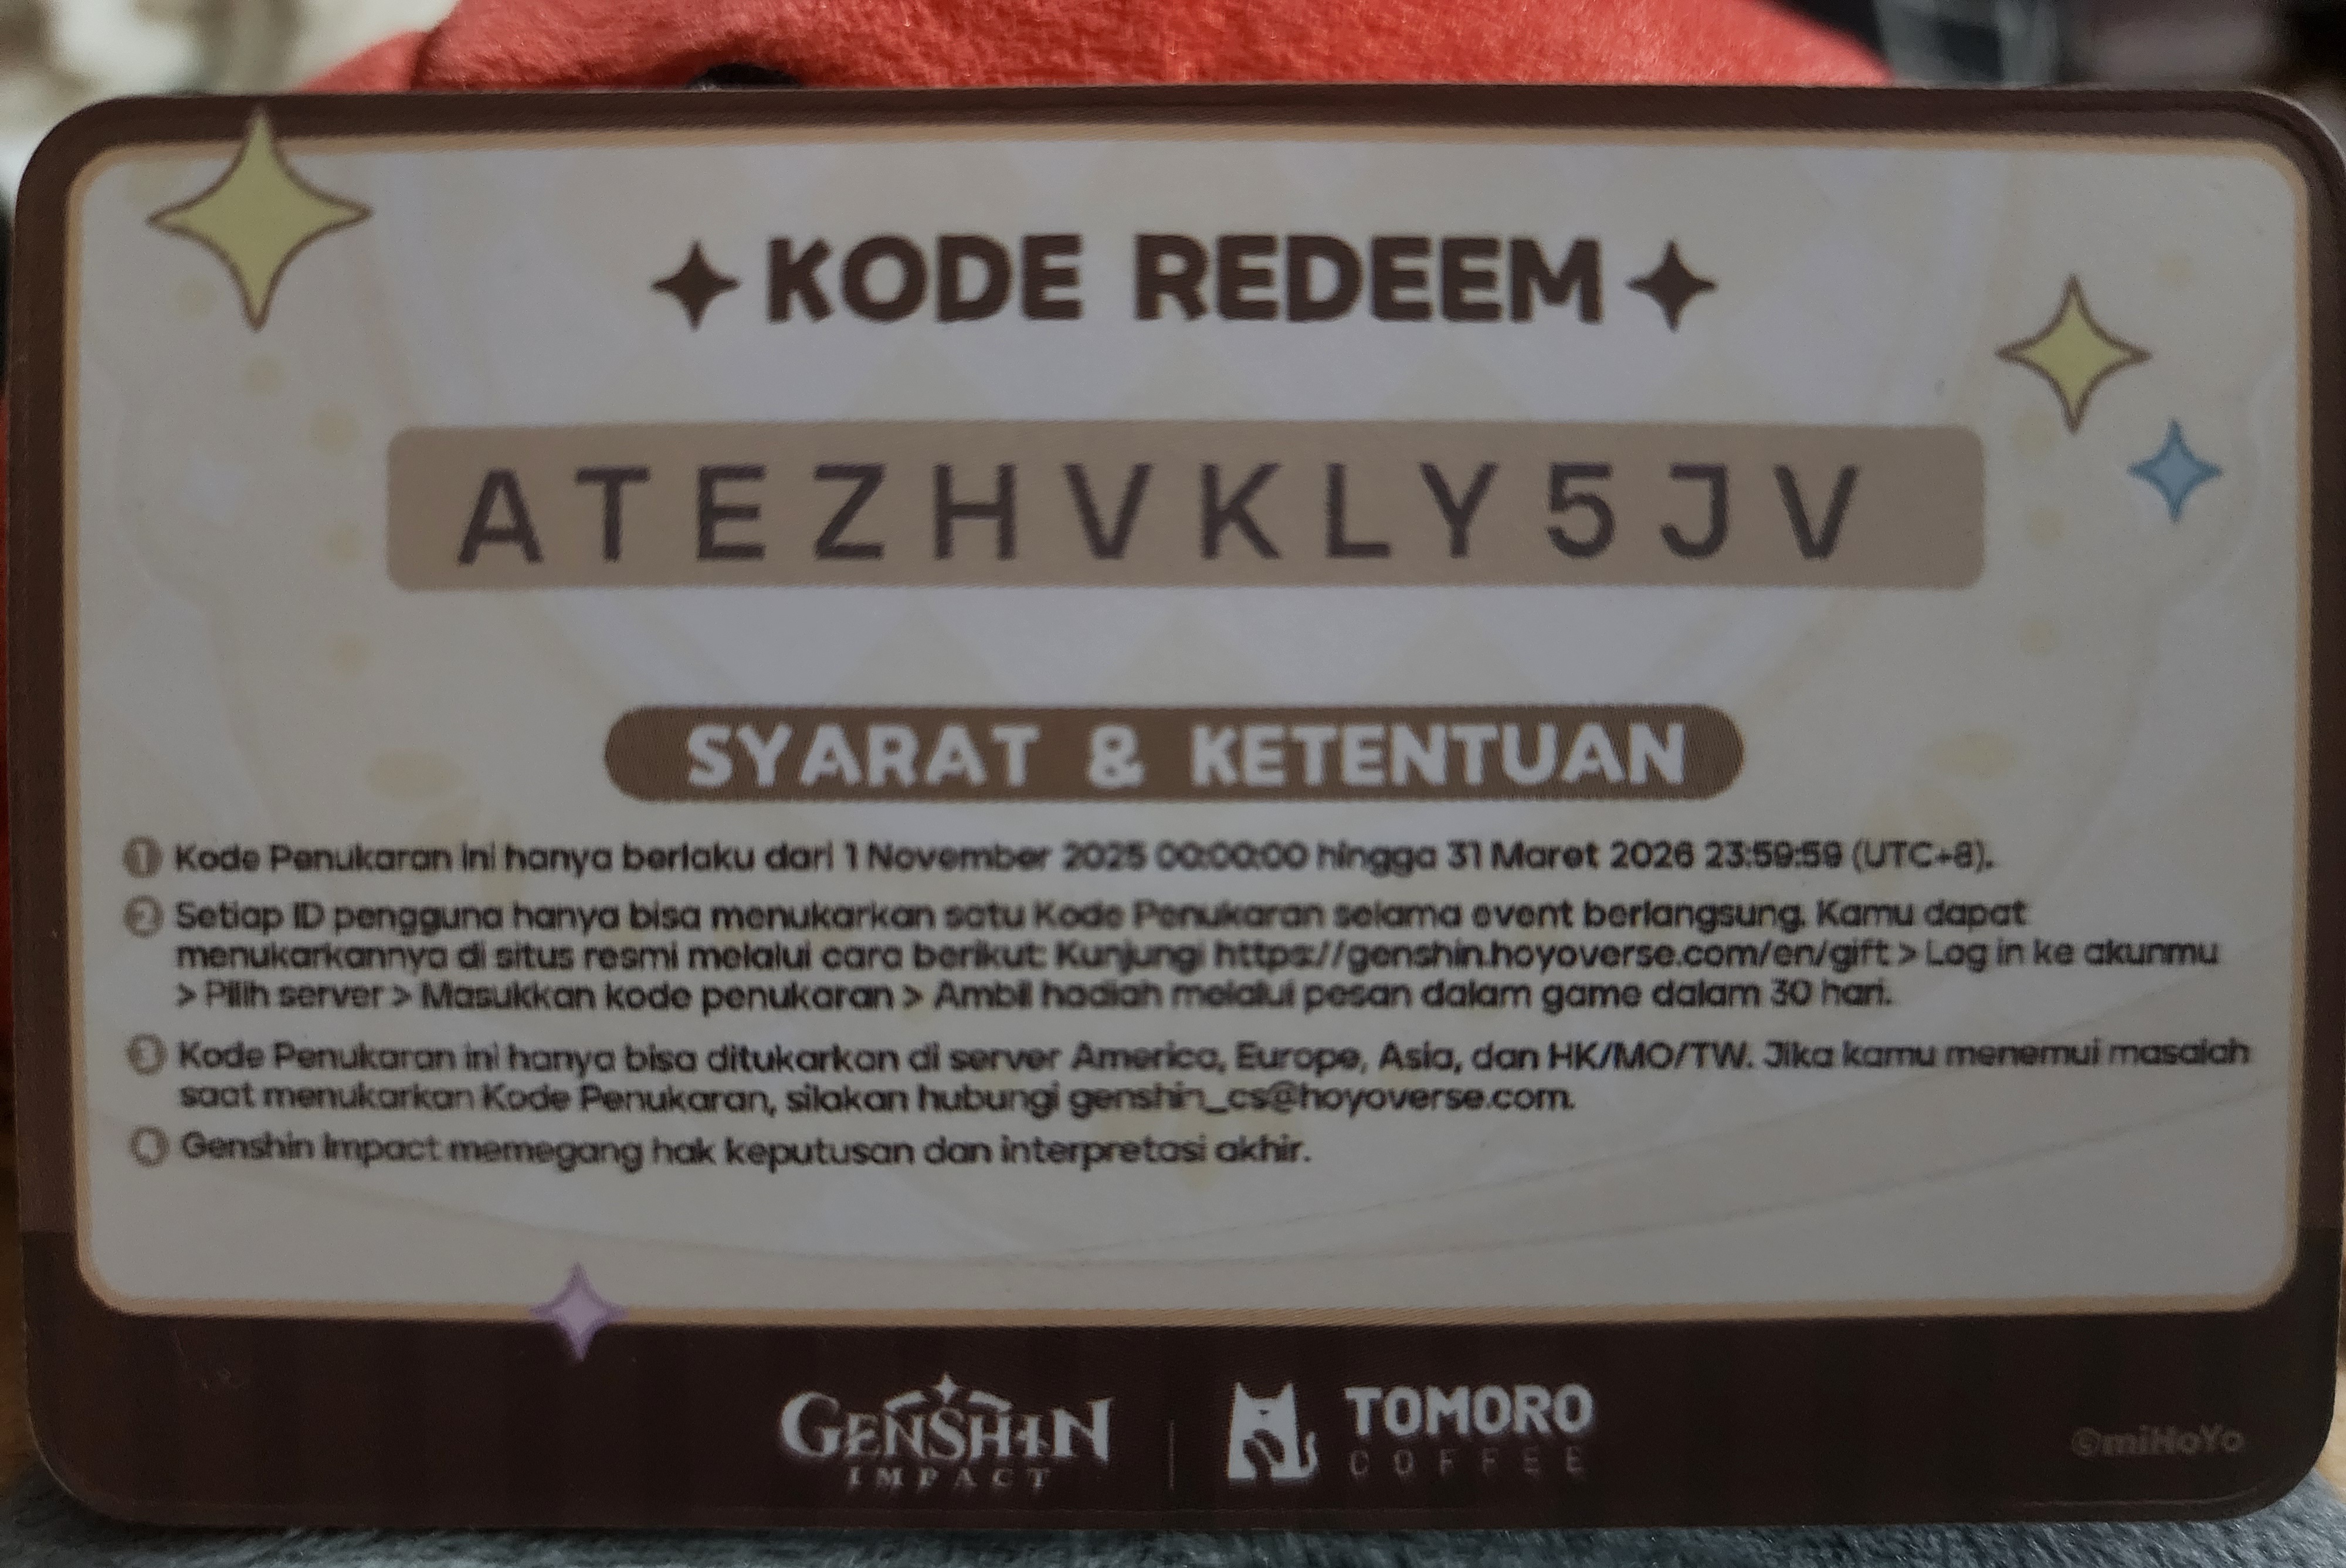 KODE REDEEM
ATEZHVKLY5JV
SYARAT & KETENTUAN
1 Kode Penukaran ini hanya berlaku dari 1 November 2025 00:00:00 hingga 31 Maret 2026 23:59:59 (UTC+8).
2 Setiap ID pengguna hanya bisa menukarkan satu Kode Penukaran selama event berlangsung. Kamu dapat
menukarkannya di situs resmi melalui cara berikut: Kunjungi https://genshin.hoyoverse.com/en/gift > Log in ke akunmu
> Pilih server > Masukkan kode penukaran > Ambil hadiah melalui pesan dalam game dalam 30 hari.
3 Kode Penukaran ini hanya bisa ditukarkan di server America, Europe, Asia, dan HK/MO/TW. Jika kamu menemui masalah
saat menukarkan Kode Penukaran, silakan hubungi genshin_cs@hoyoverse.com.
4 Genshin Impact memegang hak keputusan dan interpretasi akhir.
GENSHIN
IMPACT
TOMORO
COFFEE
©miHoYo